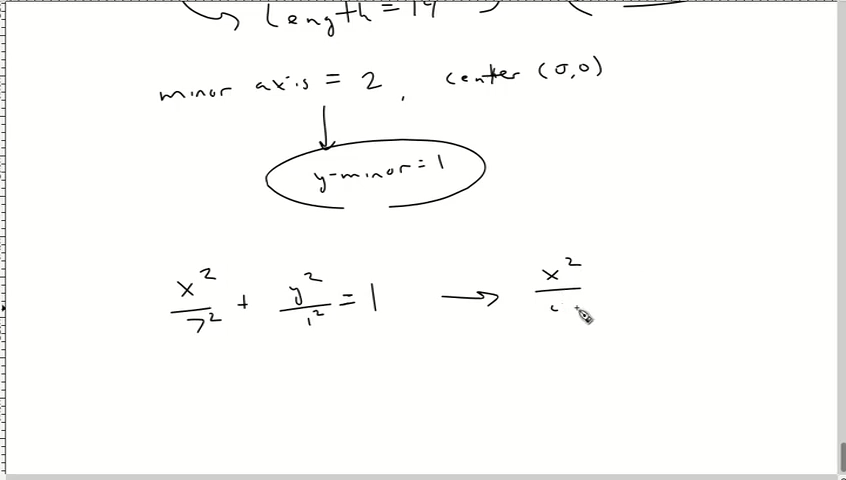 Length = 14
minor axis = 2, center (0,0)
y-minor = 1
x²/7² + y²/1² = 1 → x²